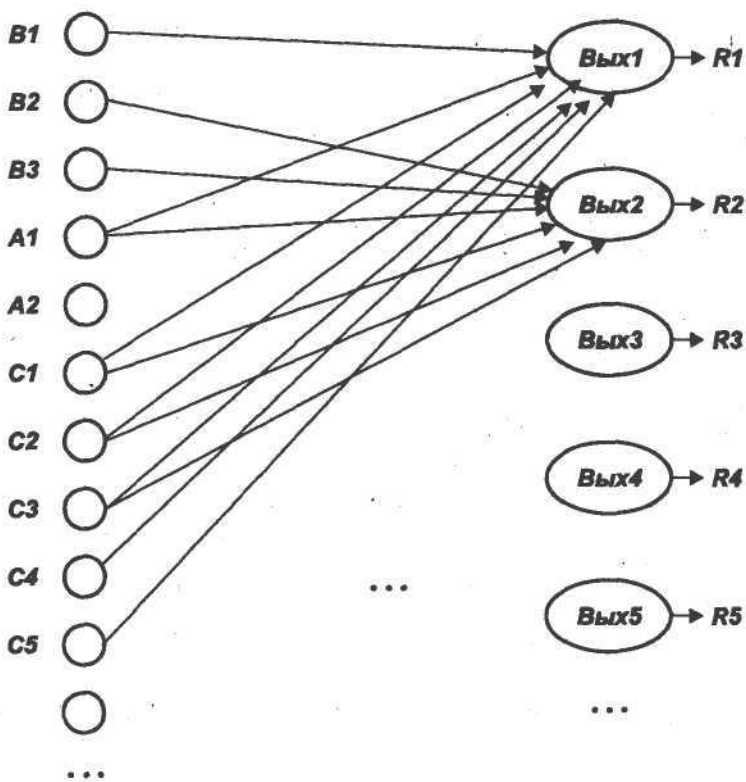 B1
Вых1 R1
B2
B3
Вых2 R2
A1
A2
Вых3 R3
C1
C2
Вых4 R4
C3
C4
...
C5
Вых5 R5
...
...